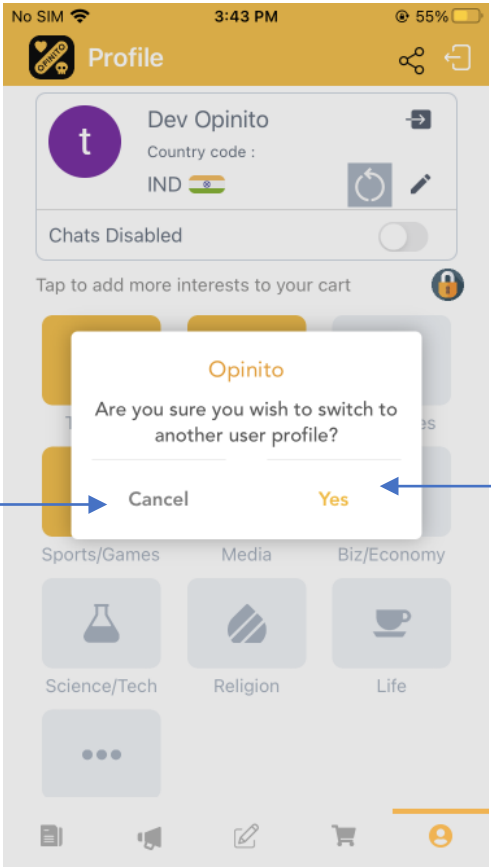 No SIM 3:43 PM 55%
OPINITO Profile
t
Dev Opinito
Country code :
IND
Chats Disabled
Tap to add more interests to your cart
Opinito
Are you sure you wish to switch to
another user profile?
Cancel Yes
Sports/Games Media Biz/Economy
Science/Tech Religion Life